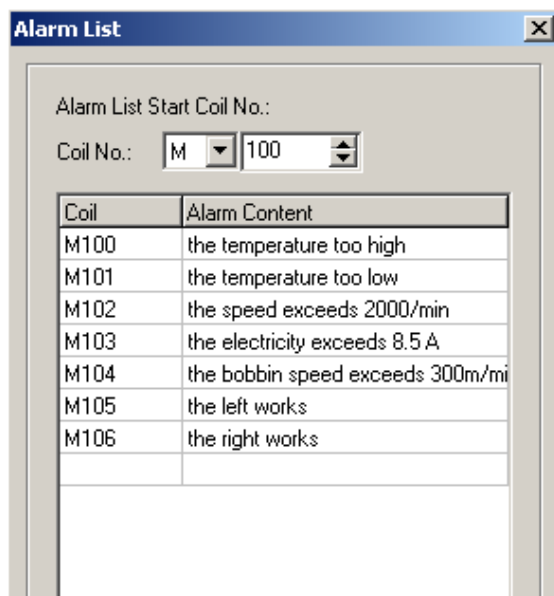 Alarm List
Alarm List Start Coil No.:
Coil No.: M 100
Coil Alarm Content
M100 the temperature too high
M101 the temperature too low
M102 the speed exceeds 2000/min
M103 the electricity exceeds 8.5 A
M104 the bobbin speed exceeds 300m/mi
M105 the left works
M106 the right works